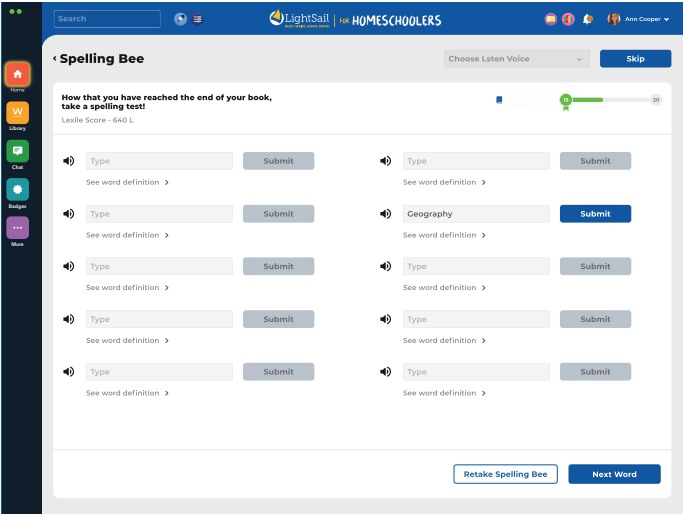 Search
LightSail FOR HOMESCHOOLERS
Ann Cooper
Spelling Bee
Choose Lsten Voice
Skip
Home
Library
Chat
Badges
More
How that you have reached the end of your book,
take a spelling test!
Lexile Score - 640 L
15
20
Type
Submit
Type
Submit
See word definition
See word definition
Type
Submit
Geography
Submit
See word definition
See word definition
Type
Submit
Type
Submit
See word definition
See word definition
Type
Submit
Type
Submit
See word definition
See word definition
Type
Submit
Type
Submit
See word definition
See word definition
Retake Spelling Bee
Next Word